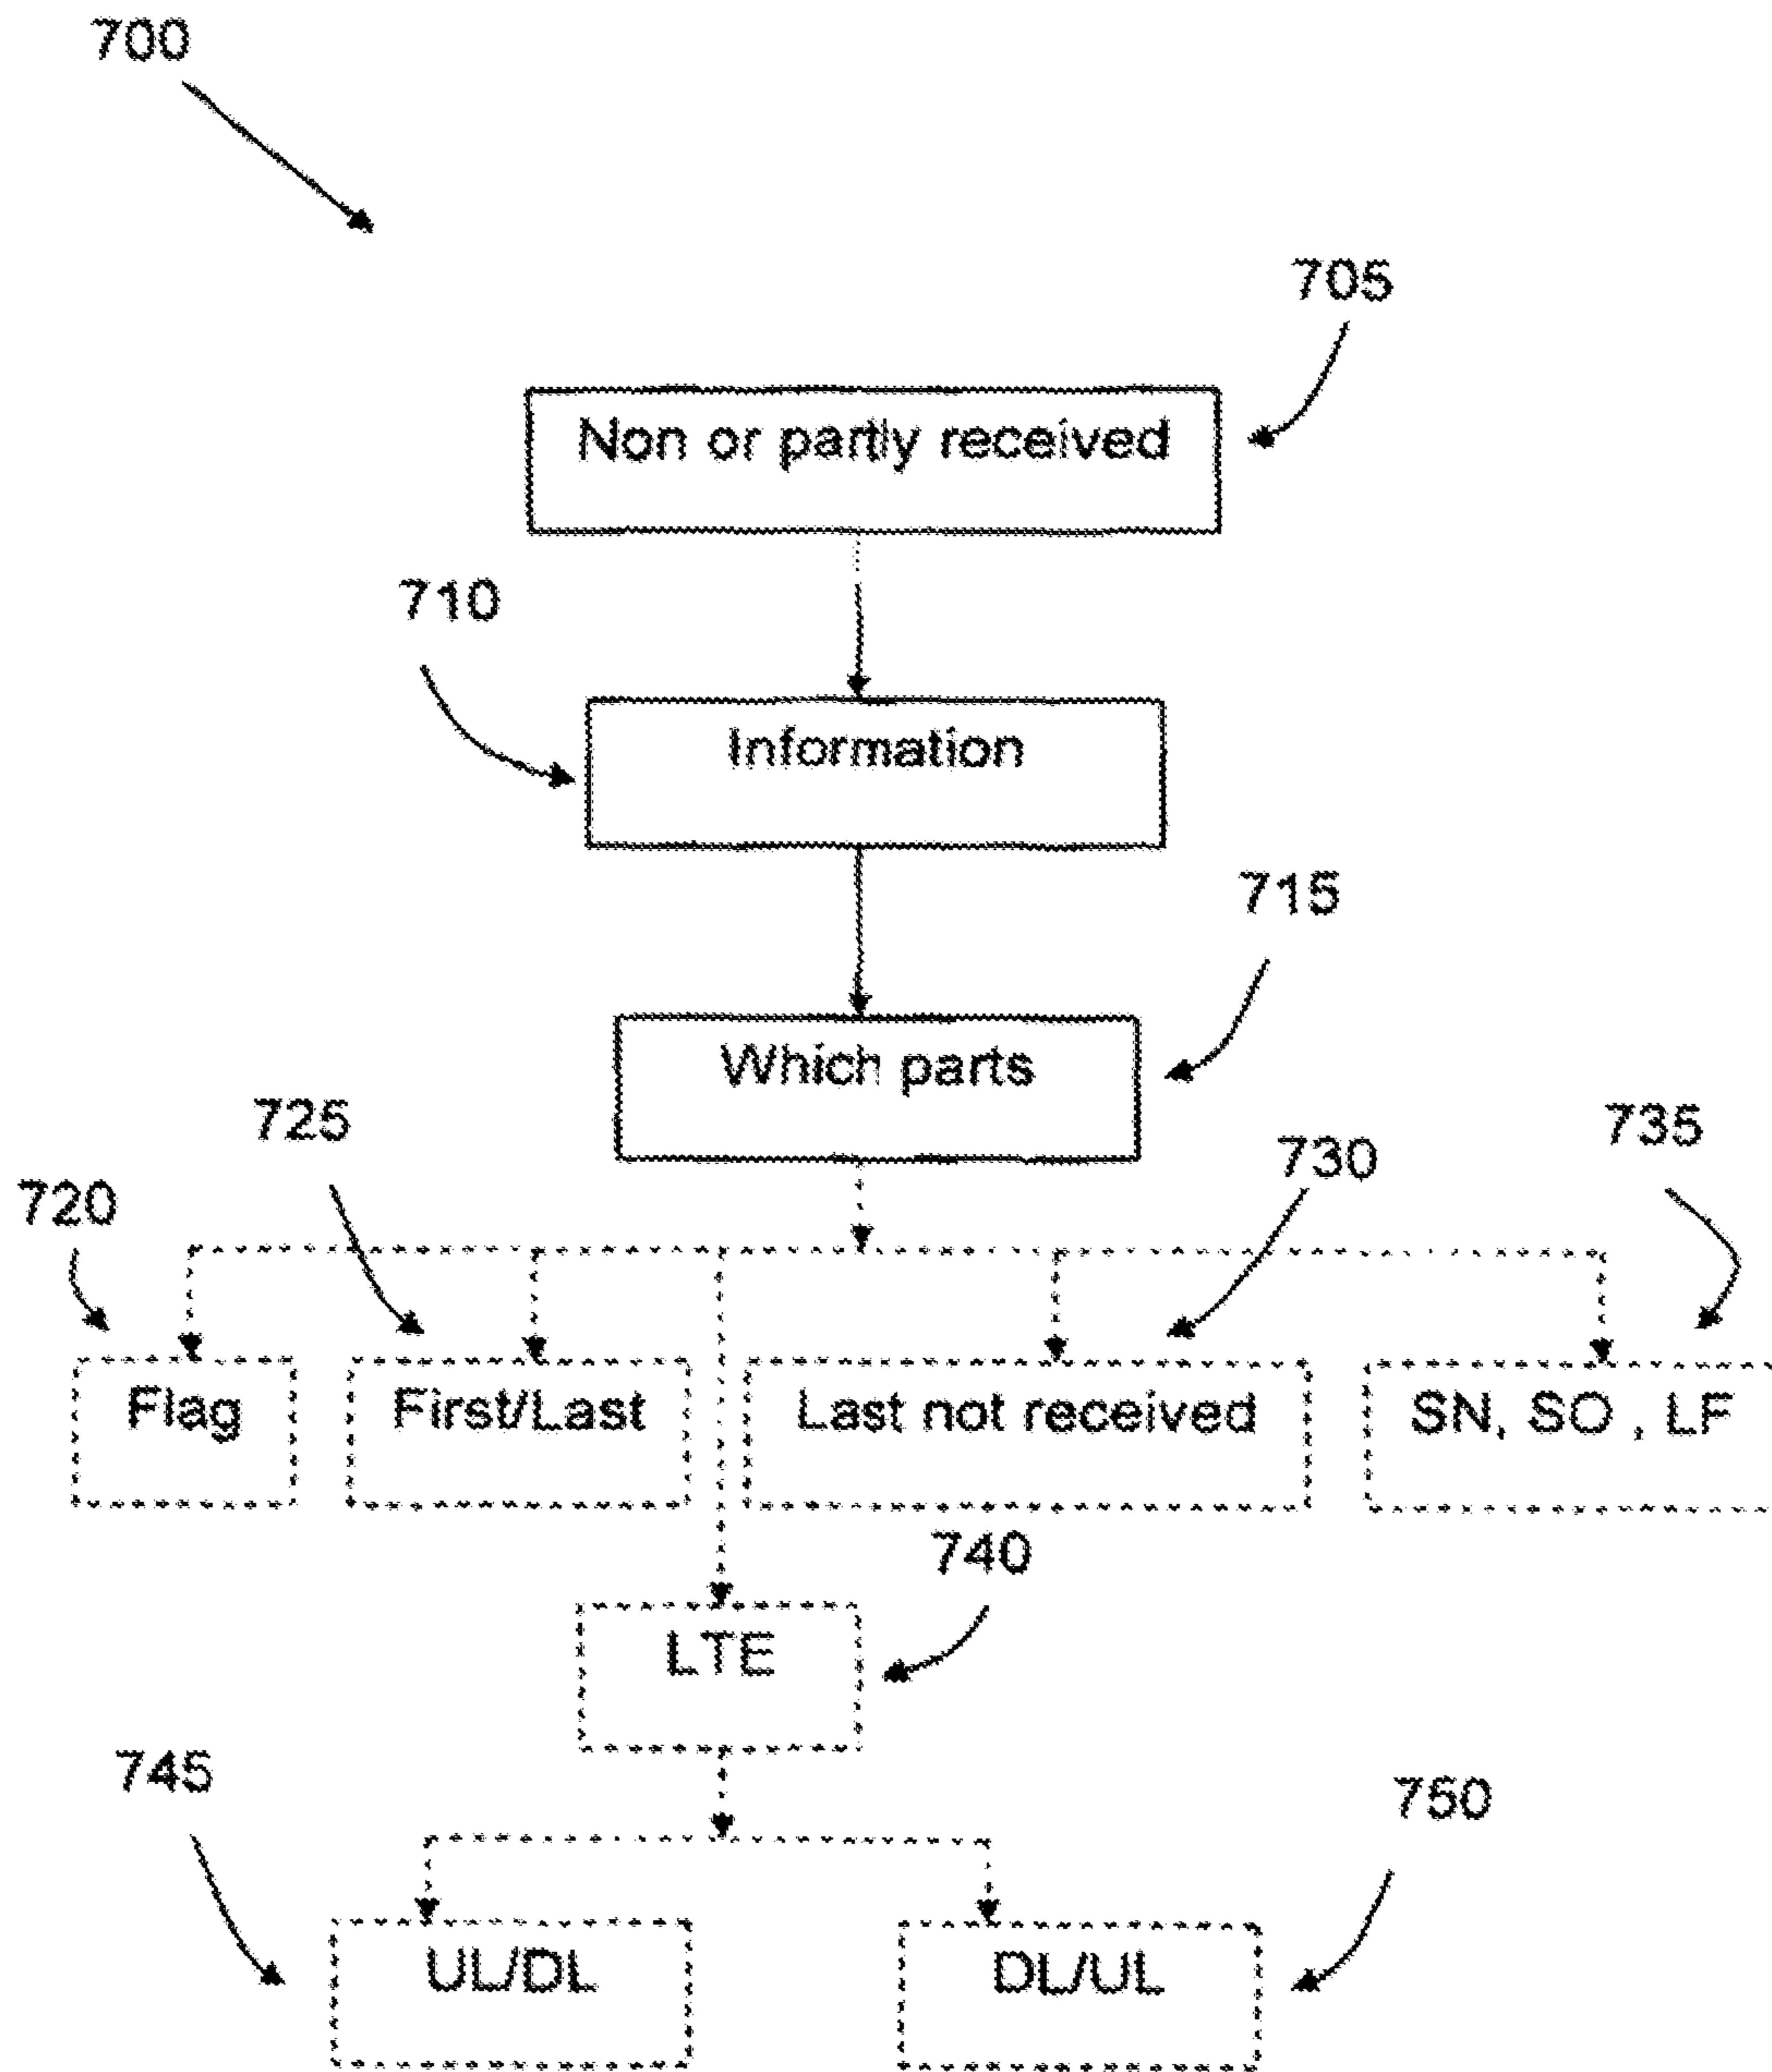 700
705
Non or partly received
710
Information
715
Which parts
725
735
730
720
Flag
First/Last
Last not received
SN, SO , LF
740
LTE
745
750
UL/DL
DL/UL